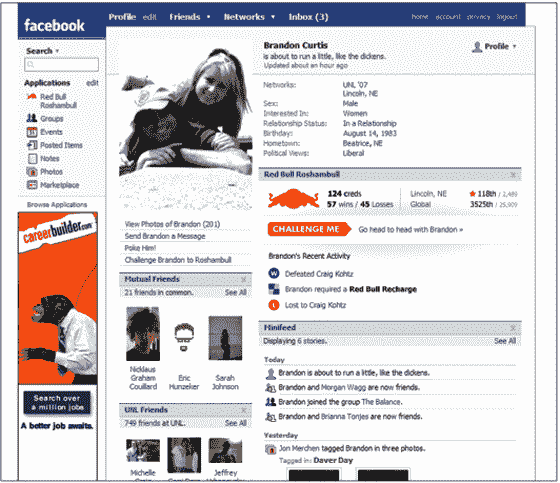 facebook
Profile edit Friends ▼ Networks ▼ Inbox (3)
home account privacy logout
Search ▼
Applications edit
Red Bull
Roshambull
Groups
Events
Posted Items
Notes
Photos
Marketplace
Browse Applications
careerbuilder.com
Search over
a million jobs
A better job awaits.
View Photos of Brandon (201)
Send Brandon a Message
Poke Him!
Challenge Brandon to Roshambull
Mutual Friends x
21 friends in common. See All
Nicklaus
Graham
Couillard
Eric
Hunzeker
Sarah
Johnson
UNL Friends x
749 friends at UNL. See All
Michelle
Jeffrey
Brandon Curtis
is about to run a little, like the dickens.
Updated about an hour ago
Profile ▼
Networks: UNL '07
Lincoln, NE
Sex: Male
Interested In: Women
Relationship Status: In a Relationship
Birthday: August 14, 1983
Hometown: Beatrice, NE
Political Views: Liberal
Red Bull Roshambull x
124 creds
57 wins / 45 Losses
Lincoln, NE 118th / 2,489
Global 3525th / 25,909
CHALLENGE ME Go head to head with Brandon »
Brandon's Recent Activity
Defeated Craig Kohtz
Brandon required a Red Bull Recharge
Lost to Craig Kohtz
Minifeed x
Displaying 6 stories. See All
Today
Brandon is about to run a little, like the dickens.
Brandon and Morgan Wagg are now friends.
Brandon joined the group The Balance.
Brandon and Brianna Tonjes are now friends.
Yesterday
Jon Merchen tagged Brandon in three photos.
Tagged in: Daver Day